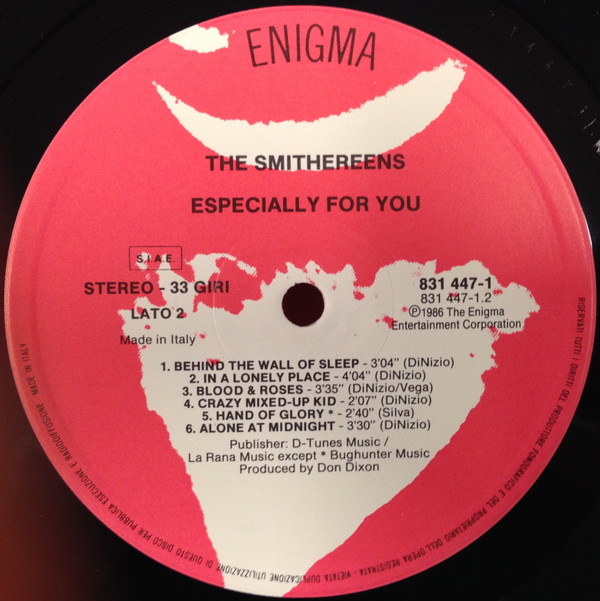 ENIGMA
THE SMITHEREENS
ESPECIALLY FOR YOU
S.I.A.E.
STEREO - 33 GIRI
LATO 2
Made in Italy
831 447-1
831 447-1.2
Ⓟ1986 The Enigma
Entertainment Corporation
1. BEHIND THE WALL OF SLEEP - 3'04" (DiNizio)
2. IN A LONELY PLACE - 4'04" (DiNizio)
3. BLOOD & ROSES - 3'35" (DiNizio/Vega)
4. CRAZY MIXED-UP KID - 2'07" (DiNizio)
5. HAND OF GLORY * - 2'40" (Silva)
6. ALONE AT MIDNIGHT - 3'30" (DiNizio)
Publisher: D-Tunes Music /
La Rana Music except * Bughunter Music
Produced by Don Dixon
RISERVATI TUTTI I DIRITTI DEL PRODUTTORE FONOGRAFICO E DEL PROPRIETARIO DELL'OPERA REGISTRATA - VIETATA DUPLICAZIONE UTILIZZAZIONE DI QUESTO DISCO PER PUBBLICA ESECUZIONE E RADIODIFFUSIONE MADE IN ITALY